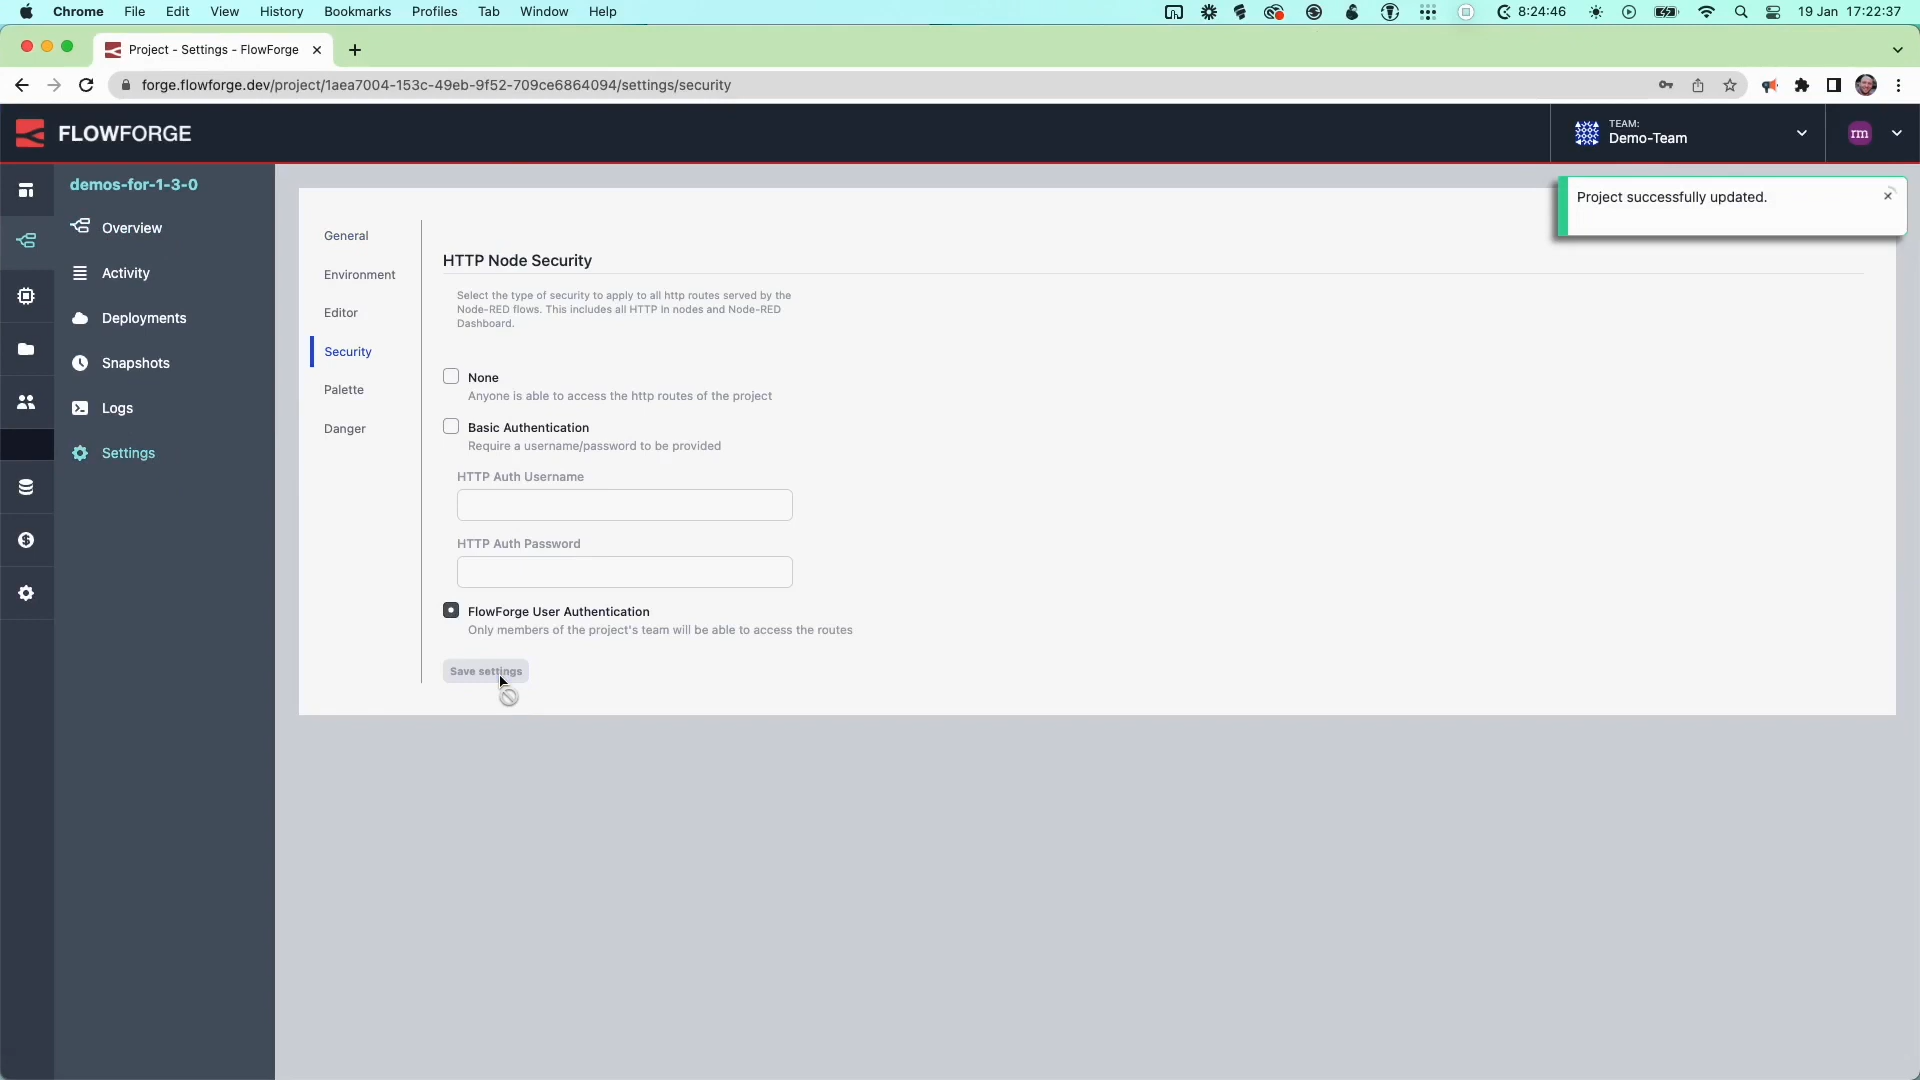 Chrome File Edit View History Bookmarks Profiles Tab Window Help 8:24:46 19 Jan 17:22:37
Project - Settings - FlowForge
forge.flowforge.dev/project/1aea7004-153c-49eb-9f52-709ce6864094/settings/security
FLOWFORGE
TEAM:
Demo-Team
rm
demos-for-1-3-0
Overview
Activity
Deployments
Snapshots
Logs
Settings
General
Environment
Editor
Security
Palette
Danger
Project successfully updated.
HTTP Node Security
Select the type of security to apply to all http routes served by the
Node-RED flows. This includes all HTTP in nodes and Node-RED
Dashboard.
None
Anyone is able to access the http routes of the project
Basic Authentication
Require a username/password to be provided
HTTP Auth Username
HTTP Auth Password
FlowForge User Authentication
Only members of the project's team will be able to access the routes
Save settings